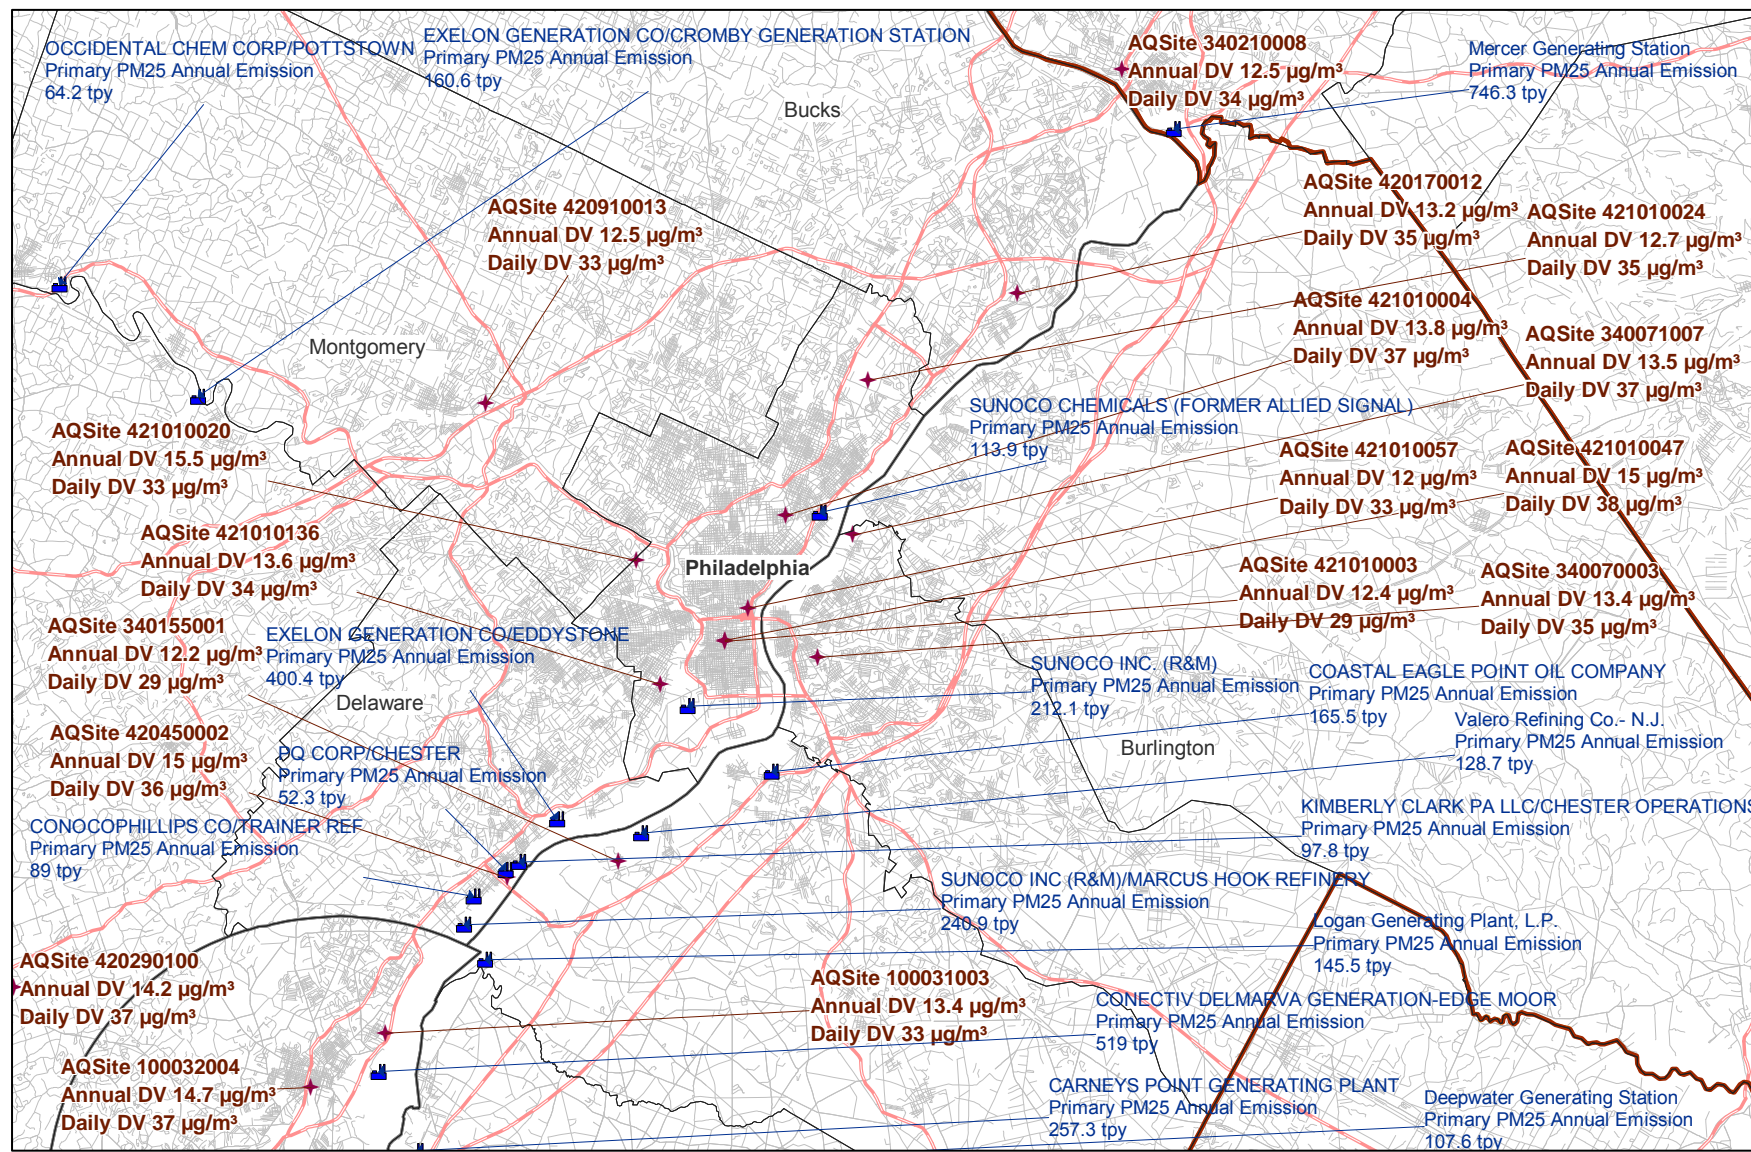 OCCIDENTAL CHEM CORP/POTTSTOWN
Primary PM25 Annual Emission
64.2 tpy
EXELON GENERATION CO/CROMBY GENERATION STATION
Primary PM25 Annual Emission
160.6 tpy
Bucks
AQSite 340210008
Annual DV 12.5 µg/m³
Daily DV 34 µg/m³
Mercer Generating Station
Primary PM25 Annual Emission
746.3 tpy
AQSite 420910013
Annual DV 12.5 µg/m³
Daily DV 33 µg/m³
AQSite 420170012
Annual DV 13.2 µg/m³
Daily DV 35 µg/m³
AQSite 421010024
Annual DV 12.7 µg/m³
Daily DV 35 µg/m³
Montgomery
AQSite 421010004
Annual DV 13.8 µg/m³
Daily DV 37 µg/m³
AQSite 340071007
Annual DV 13.5 µg/m³
Daily DV 37 µg/m³
SUNOCO CHEMICALS (FORMER ALLIED SIGNAL)
Primary PM25 Annual Emission
113.9 tpy
AQSite 421010020
Annual DV 15.5 µg/m³
Daily DV 33 µg/m³
AQSite 421010057
Annual DV 12 µg/m³
Daily DV 33 µg/m³
AQSite 421010047
Annual DV 15 µg/m³
Daily DV 38 µg/m³
AQSite 421010136
Annual DV 13.6 µg/m³
Daily DV 34 µg/m³
Philadelphia
AQSite 421010003
Annual DV 12.4 µg/m³
Daily DV 29 µg/m³
AQSite 340070003
Annual DV 13.4 µg/m³
Daily DV 35 µg/m³
AQSite 340155001
Annual DV 12.2 µg/m³
Daily DV 29 µg/m³
EXELON GENERATION CO/EDDYSTONE
Primary PM25 Annual Emission
400.4 tpy
Delaware
SUNOCO INC. (R&M)
Primary PM25 Annual Emission
212.1 tpy
COASTAL EAGLE POINT OIL COMPANY
Primary PM25 Annual Emission
165.5 tpy
Valero Refining Co.- N.J.
Primary PM25 Annual Emission
128.7 tpy
Burlington
AQSite 420450002
Annual DV 15 µg/m³
Daily DV 36 µg/m³
PQ CORP/CHESTER
Primary PM25 Annual Emission
52.3 tpy
KIMBERLY CLARK PA LLC/CHESTER OPERATIONS
Primary PM25 Annual Emission
97.8 tpy
CONOCOPHILLIPS CO/TRAINER REF
Primary PM25 Annual Emission
89 tpy
SUNOCO INC (R&M)/MARCUS HOOK REFINERY
Primary PM25 Annual Emission
240.9 tpy
Logan Generating Plant, L.P.
Primary PM25 Annual Emission
145.5 tpy
AQSite 420290100
Annual DV 14.2 µg/m³
Daily DV 37 µg/m³
AQSite 100031003
Annual DV 13.4 µg/m³
Daily DV 33 µg/m³
CONECTIV DELMARVA GENERATION-EDGE MOOR
Primary PM25 Annual Emission
519 tpy
AQSite 100032004
Annual DV 14.7 µg/m³
Daily DV 37 µg/m³
CARNEYS POINT GENERATING PLANT
Primary PM25 Annual Emission
257.3 tpy
Deepwater Generating Station
Primary PM25 Annual Emission
107.6 tpy